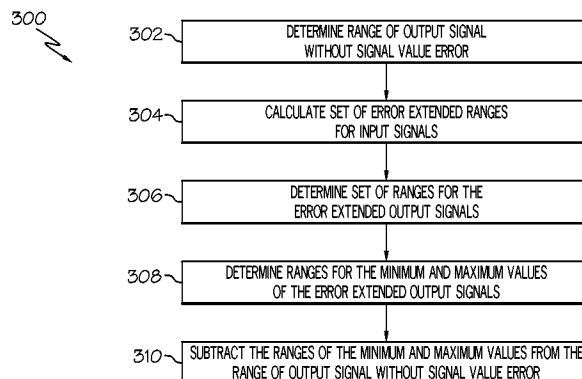 300
302
DETERMINE RANGE OF OUTPUT SIGNAL
WITHOUT SIGNAL VALUE ERROR
304
CALCULATE SET OF ERROR EXTENDED RANGES
FOR INPUT SIGNALS
306
DETERMINE SET OF RANGES FOR THE
ERROR EXTENDED OUTPUT SIGNALS
308
DETERMINE RANGES FOR THE MINIMUM AND MAXIMUM VALUES
OF THE ERROR EXTENDED OUTPUT SIGNALS
310
SUBTRACT THE RANGES OF THE MINIMUM AND MAXIMUM VALUES FROM THE
RANGE OF OUTPUT SIGNAL WITHOUT SIGNAL VALUE ERROR